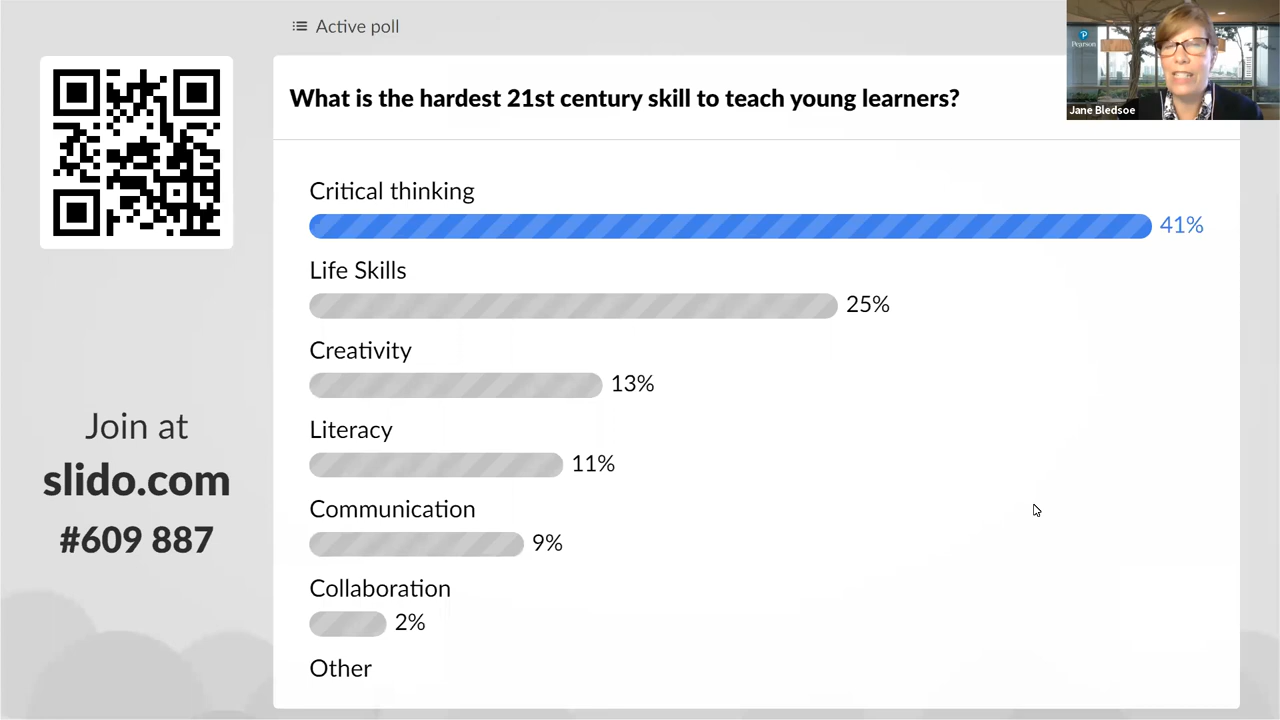 Active poll
What is the hardest 21st century skill to teach young learners?
Pearson
Jane Bledsoe
Critical thinking
41%
Life Skills
25%
Creativity
13%
Literacy
11%
Communication
9%
Collaboration
2%
Other
Join at
slido.com
#609 887